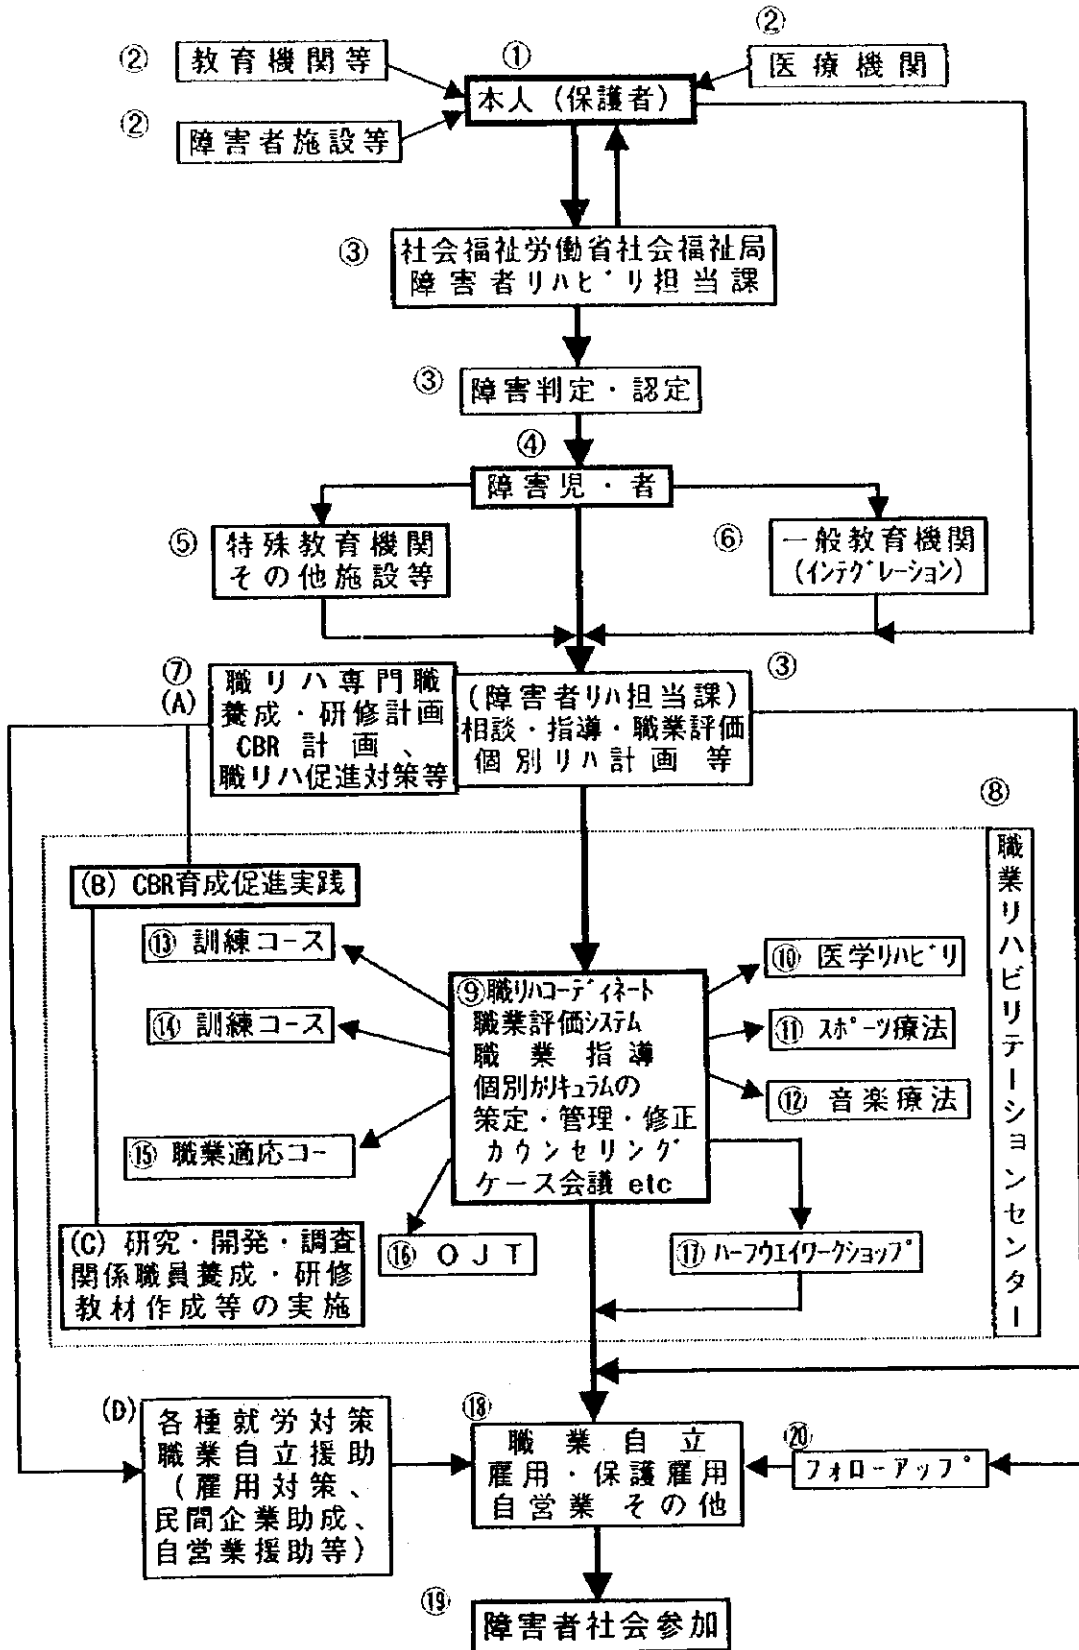 ②
教育機関等
②
医療機関
①
本人（保護者）
②
障害者施設等
③
社会福祉労働省社会福祉局
障害者ﾘﾊﾋﾞﾘ担当課
③
障害判定・認定
④
障害児・者
⑤
特殊教育機関
その他施設等
⑥
一般教育機関
(ｲﾝﾃｸﾞﾚｰｼｮﾝ)
⑦
(A)
職リハ専門職
養成・研修計画
CBR計画、
職リハ促進対策等
③
(障害者ﾘﾊ担当課)
相談・指導・職業評価
個別リハ計画等
⑧
職業リハビリテーションセンター
(B) CBR育成促進実践
⑬ 訓練コース
⑭ 訓練コース
⑮ 職業適応コー
⑨職ﾘﾊｺｰﾃﾞｨﾈｰﾄ
職業評価ｼｽﾃﾑ
職業指導
個別ｶﾘｷｭﾗﾑの
策定・管理・修正
カウンセリング
ケース会議 etc
⑩ 医学ﾘﾊﾋﾞﾘ
⑪ ｽﾎﾟｰﾂ療法
⑫ 音楽療法
(C) 研究・開発・調査
関係職員養成・研修
教材作成等の実施
⑯ OJT
⑰ ﾊｰﾌｳｴｲﾜｰｸｼｮｯﾌﾟ
(D)
各種就労対策
職業自立援助
（雇用対策、
民間企業助成、
自営業援助等）
⑱
職業自立
雇用・保護雇用
自営業 その他
⑳
フォローアップ
⑲
障害者社会参加